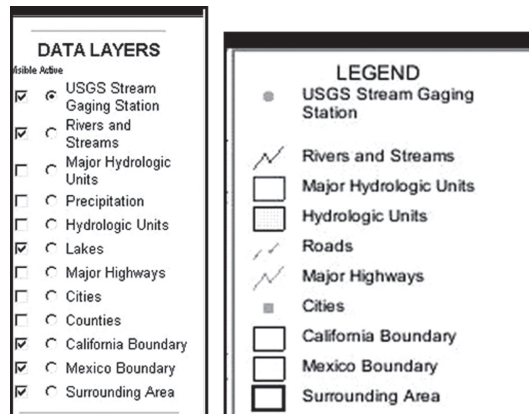 DATA LAYERS
Visible Active
USGS Stream
Gaging Station
Rivers and
Streams
Major Hydrologic
Units
Precipitation
Hydrologic Units
Lakes
Major Highways
Cities
Counties
California Boundary
Mexico Boundary
Surrounding Area
LEGEND
USGS Stream Gaging
Station
Rivers and Streams
Major Hydrologic Units
Hydrologic Units
Roads
Major Highways
Cities
California Boundary
Mexico Boundary
Surrounding Area